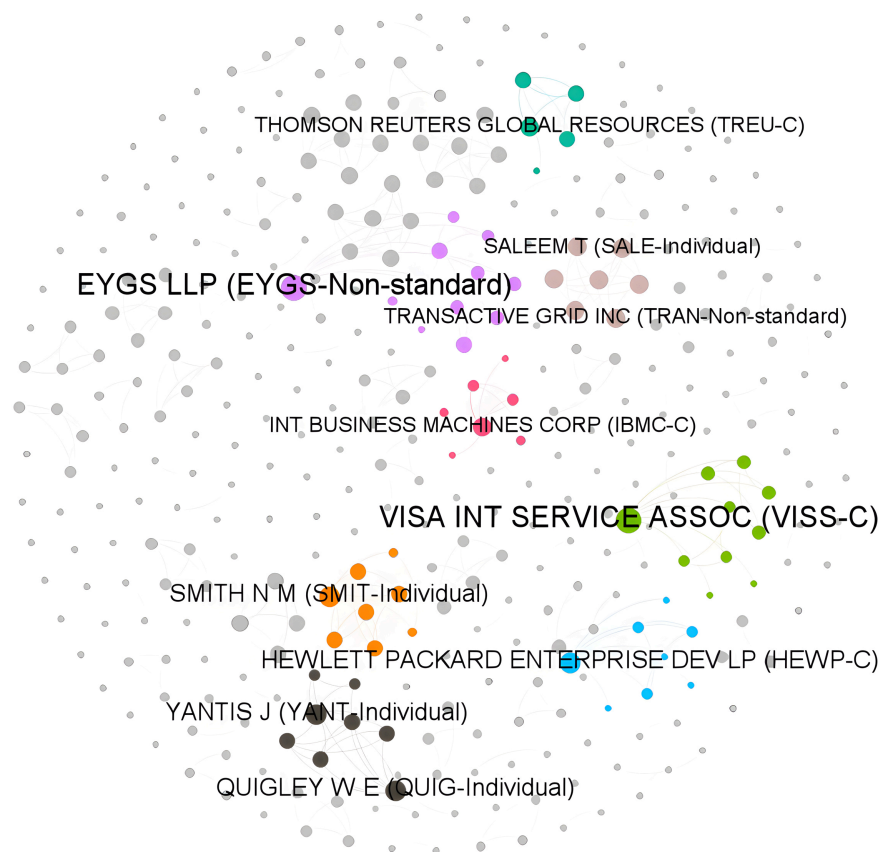 THOMSON REUTERS GLOBAL RESOURCES (TREU-C)
SALEEM T (SALE-Individual)
EYGS LLP (EYGS-Non-standard)
TRANSACTIVE GRID INC (TRAN-Non-standard)
INT BUSINESS MACHINES CORP (IBMC-C)
VISA INT SERVICE ASSOC (VISS-C)
SMITH N M (SMIT-Individual)
HEWLETT PACKARD ENTERPRISE DEV LP (HEWP-C)
YANTIS J (YANT-Individual)
QUIGLEY W E (QUIG-Individual)